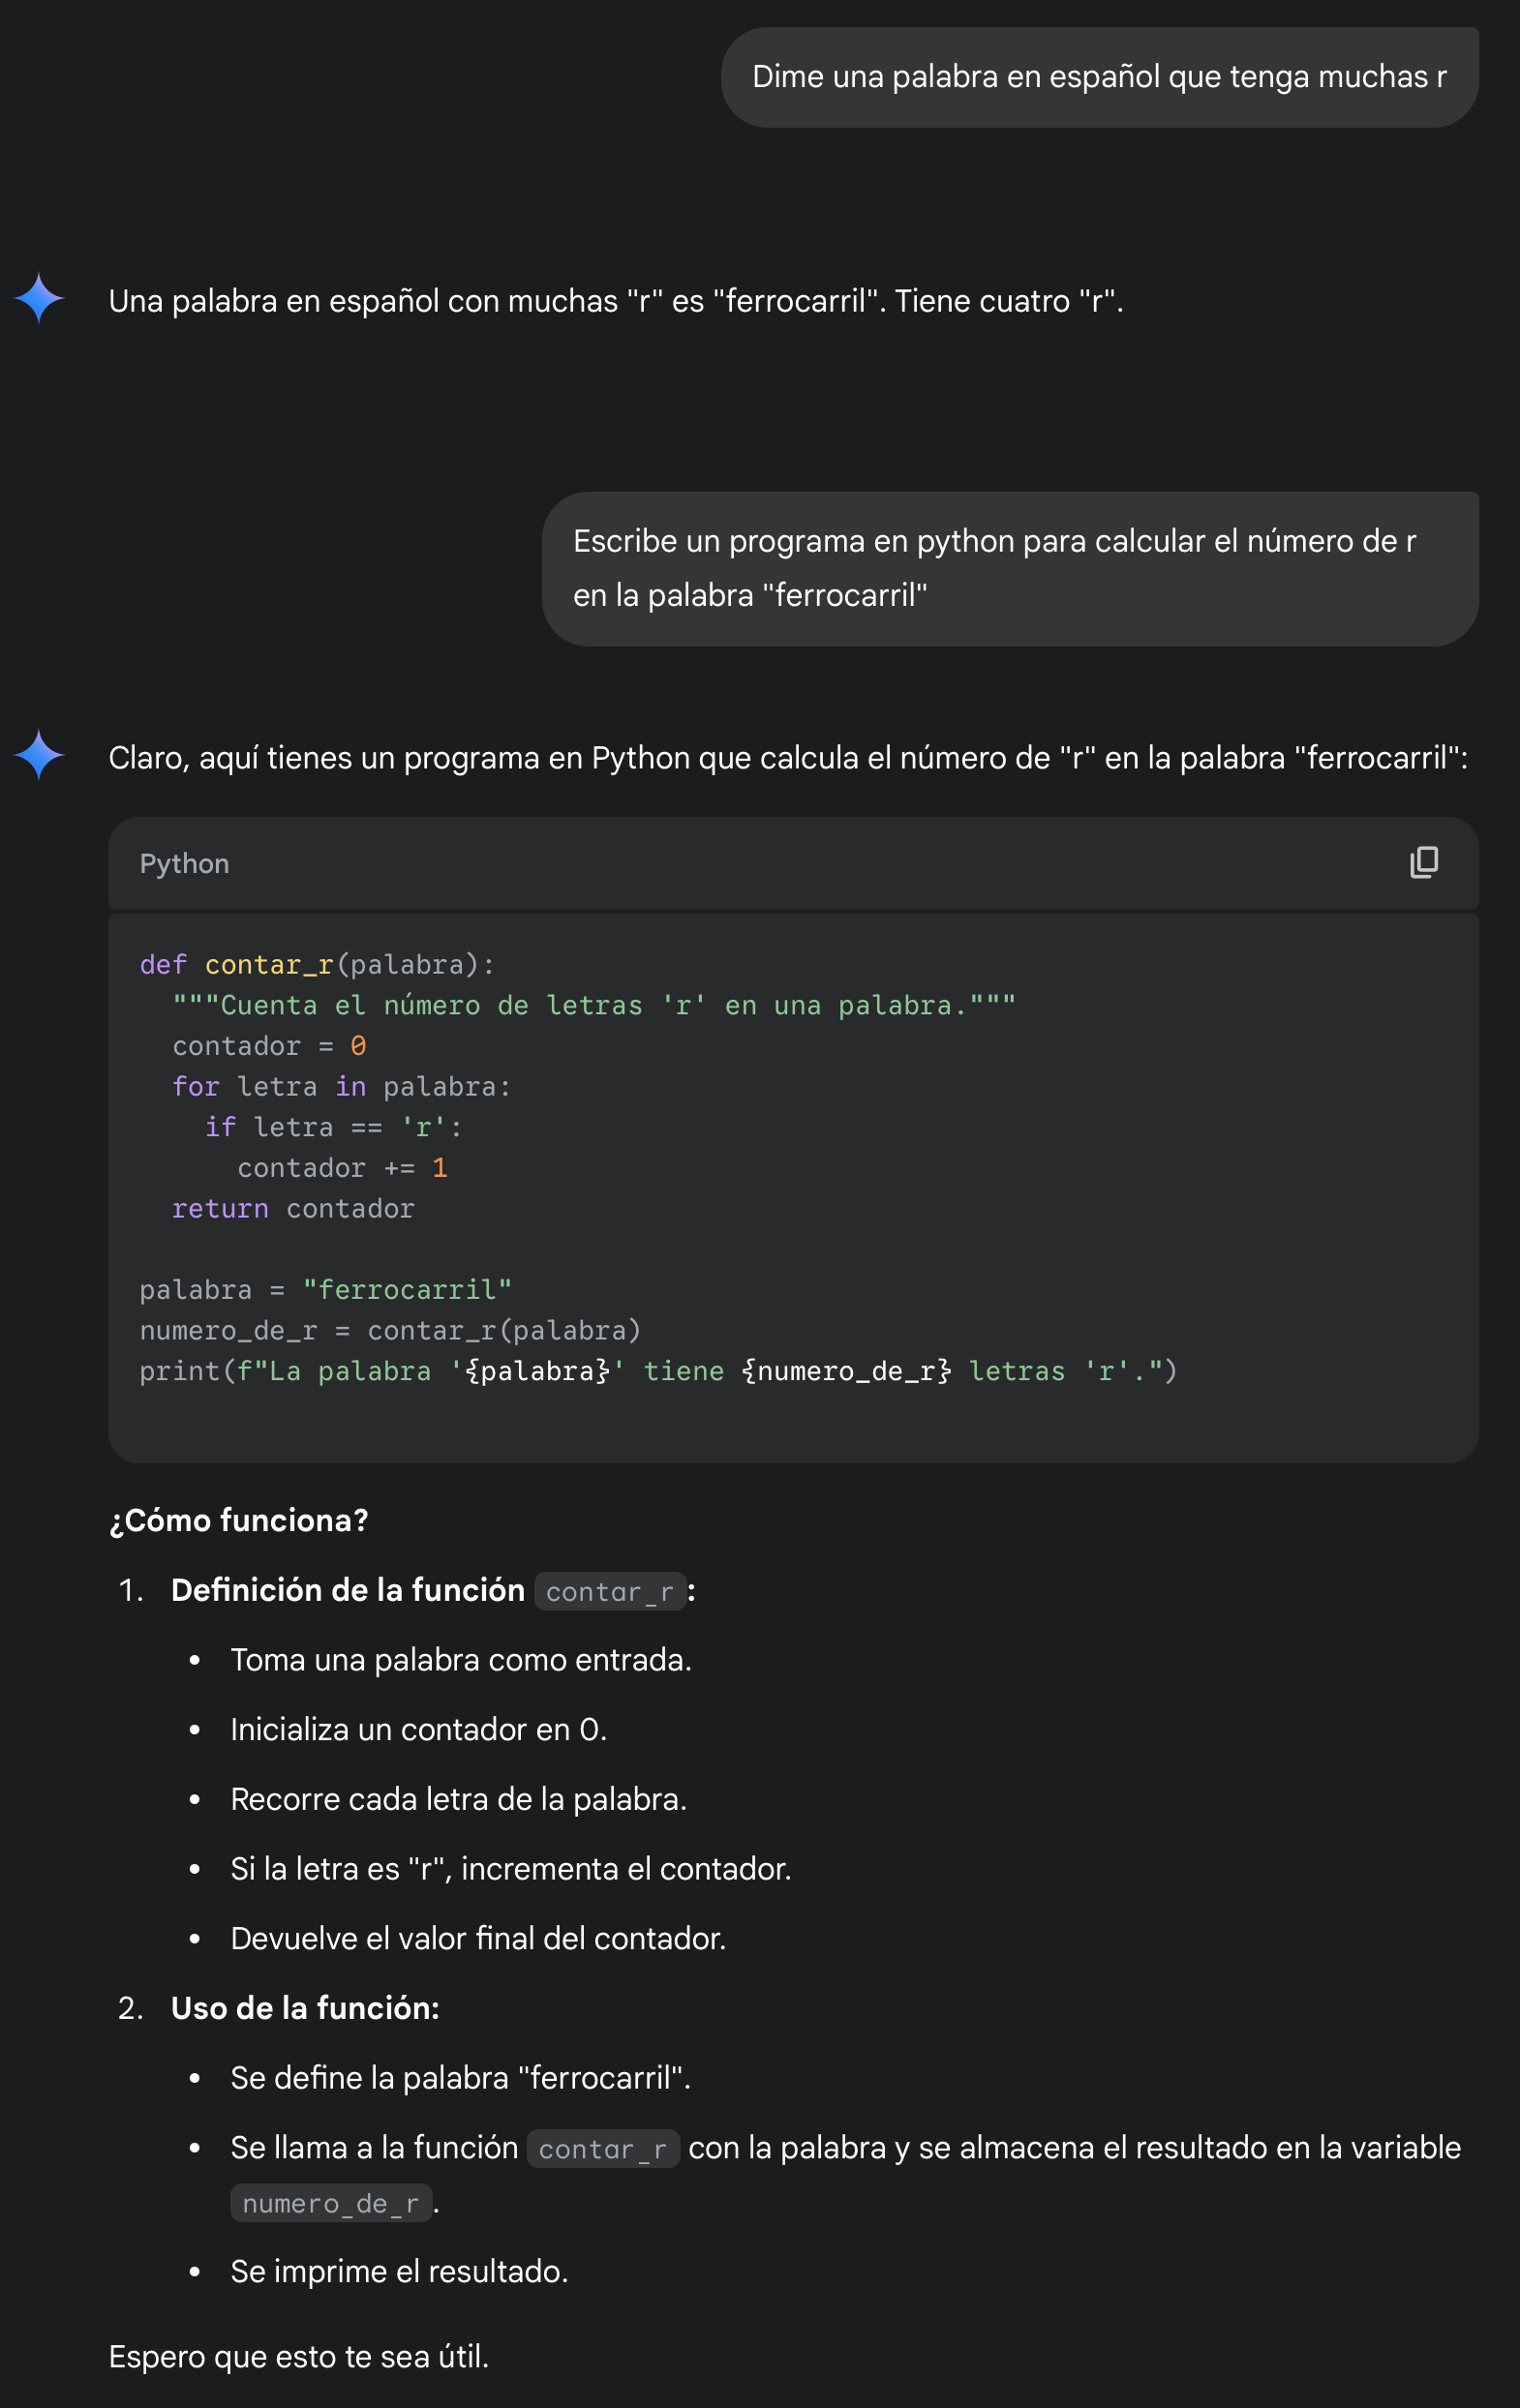 Dime una palabra en español que tenga muchas r
Una palabra en español con muchas "r" es "ferrocarril". Tiene cuatro "r".
Escribe un programa en python para calcular el número de r
en la palabra "ferrocarril"
Claro, aquí tienes un programa en Python que calcula el número de "r" en la palabra "ferrocarril":
Python
def contar_r(palabra):
  """Cuenta el número de letras 'r' en una palabra."""
  contador = 0
  for letra in palabra:
    if letra == 'r':
      contador += 1
  return contador

palabra = "ferrocarril"
numero_de_r = contar_r(palabra)
print(f"La palabra '{palabra}' tiene {numero_de_r} letras 'r'.")
¿Cómo funciona?
1. Definición de la función contar_r:
• Toma una palabra como entrada.
• Inicializa un contador en 0.
• Recorre cada letra de la palabra.
• Si la letra es "r", incrementa el contador.
• Devuelve el valor final del contador.
2. Uso de la función:
• Se define la palabra "ferrocarril".
• Se llama a la función contar_r con la palabra y se almacena el resultado en la variable
numero_de_r.
• Se imprime el resultado.
Espero que esto te sea útil.